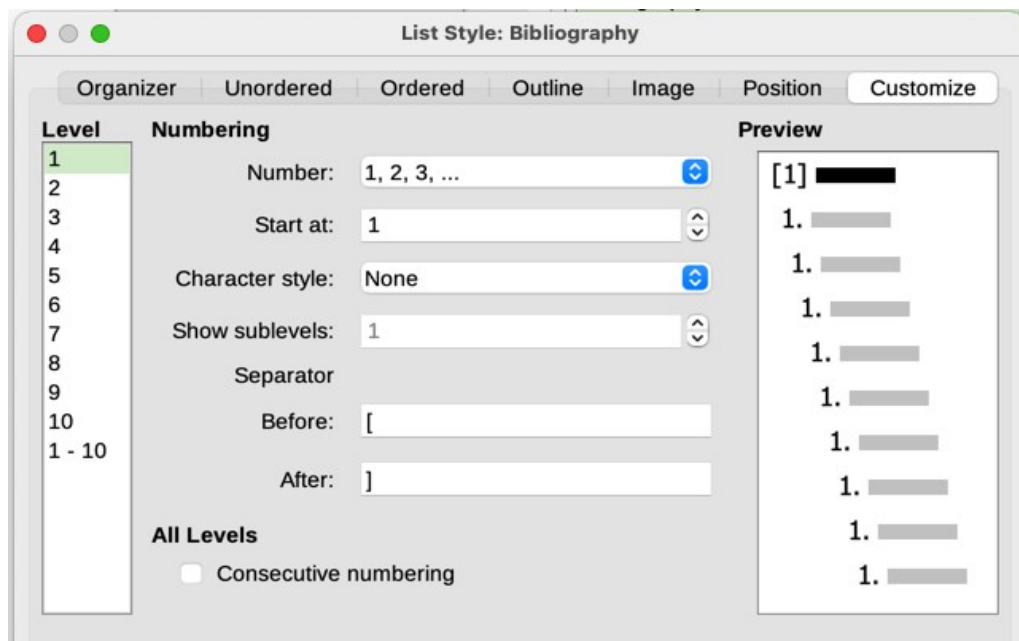 List Style: Bibliography
Organizer Unordered Ordered Outline Image Position Customize
Level
1
2
3
4
5
6
7
8
9
10
1 - 10
Numbering
Number: 1, 2, 3, ...
Start at: 1
Character style: None
Show sublevels: 1
Separator
Before: [
After: ]
All Levels
Consecutive numbering
Preview
[1]
1.
1.
1.
1.
1.
1.
1.
1.
1.